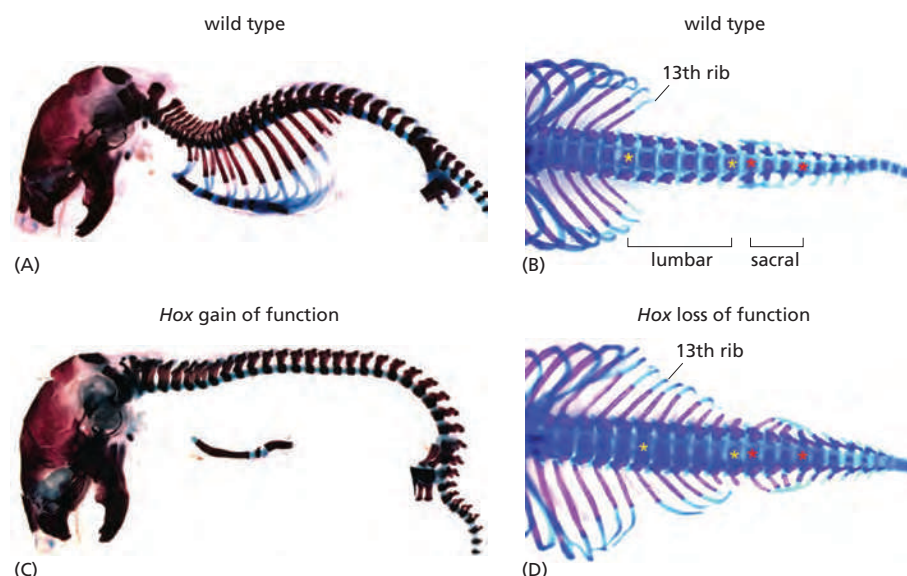 wild type
wild type
13th rib
lumbar
sacral
(A)
(B)
Hox gain of function
Hox loss of function
13th rib
(C)
(D)